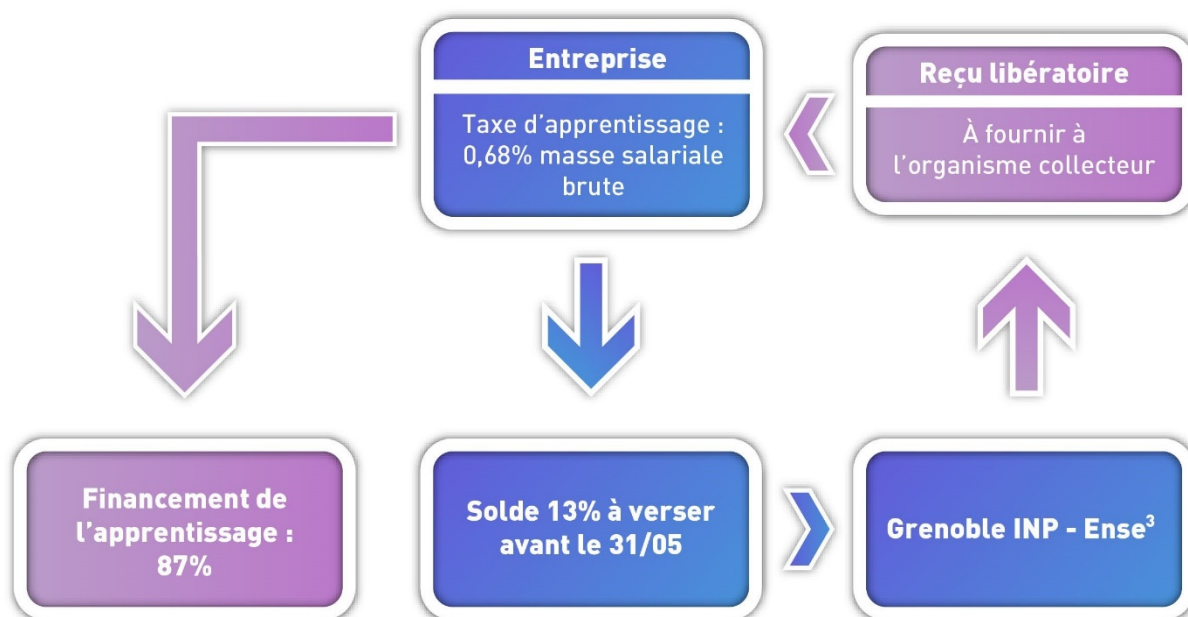 Entreprise
Taxe d'apprentissage :
0,68% masse salariale
brute
Reçu libératoire
À fournir à
l'organisme collecteur
Financement de
l'apprentissage :
87%
Solde 13% à verser
avant le 31/05
Grenoble INP - Ense³